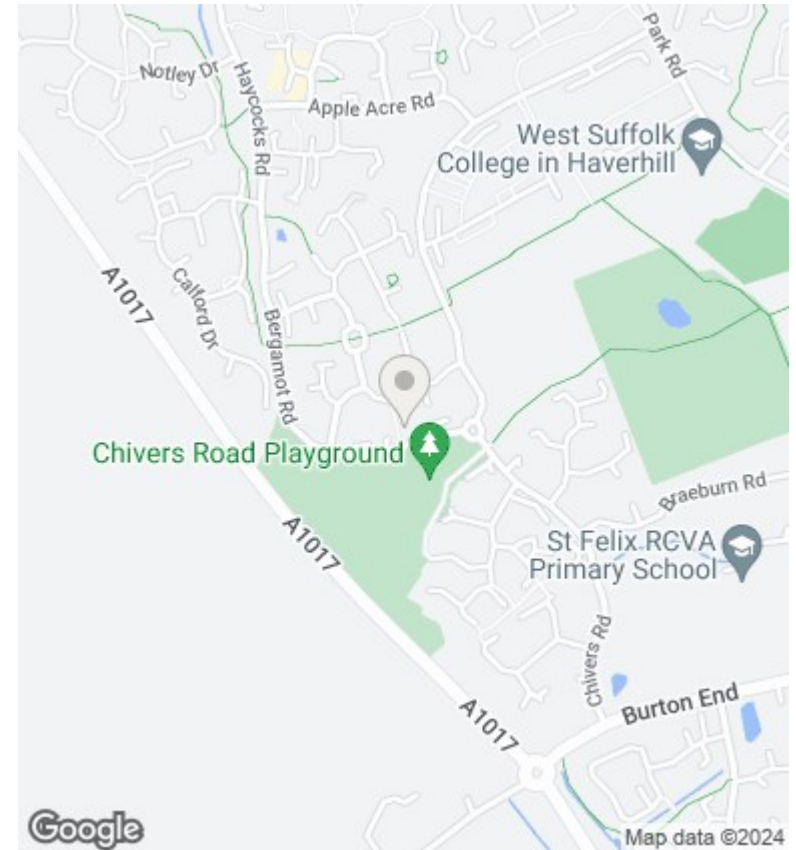 Park Rd
Notley Dr
Haycocks Rd
Apple Acre Rd
West Suffolk
College in Haverhill
A1017
Calford Dr
Bergamot Rd
Chivers Road Playground
Braeburn Rd
A1017
St Felix RCVA
Primary School
Chivers Rd
Burton End
A1017
Google
Map data ©2024